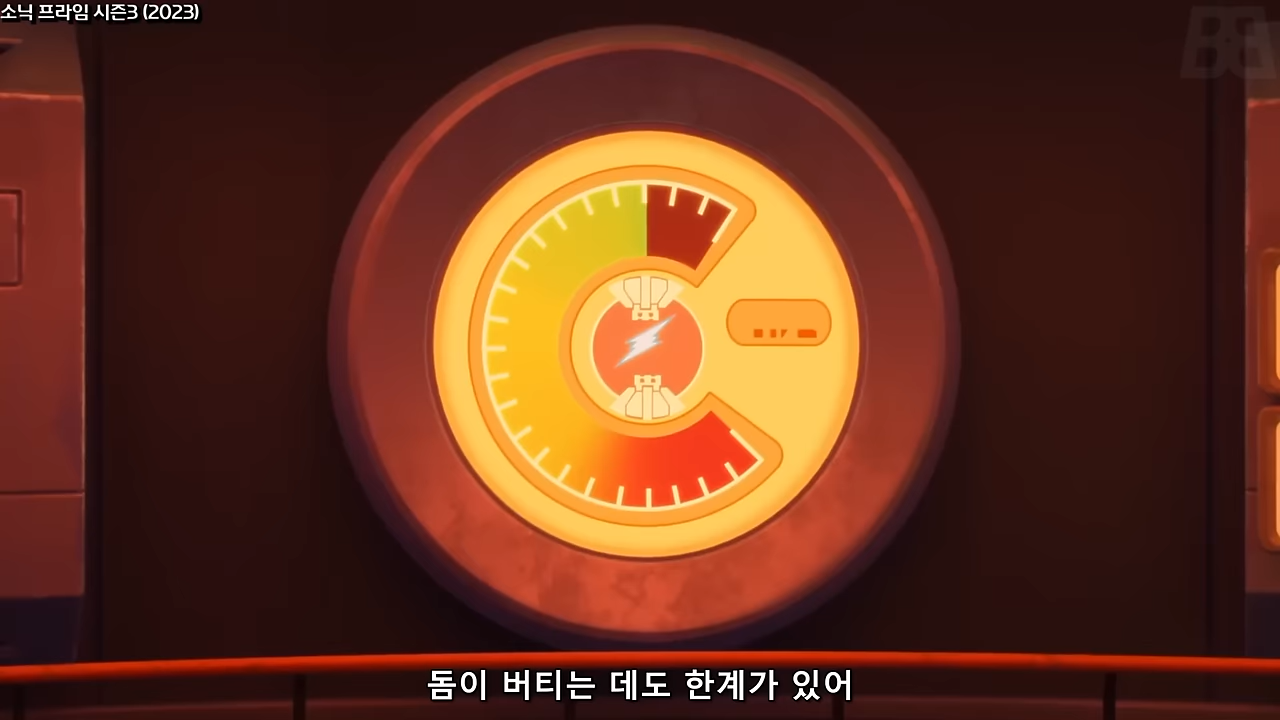 소닉 프라임 시즌3 (2023)
돔이 버티는 데도 한계가 있어